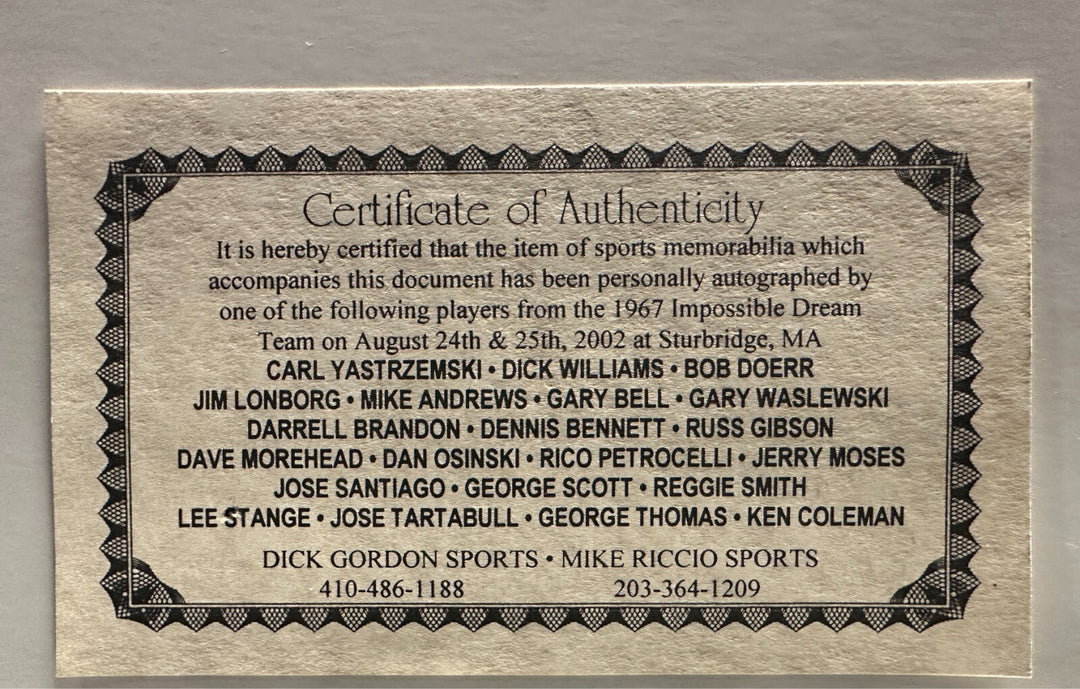 Certificate of Authenticity
It is hereby certified that the item of sports memorabilia which
accompanies this document has been personally autographed by
one of the following players from the 1967 Impossible Dream
Team on August 24th & 25th, 2002 at Sturbridge, MA
CARL YASTRZEMSKI • DICK WILLIAMS • BOB DOERR
JIM LONBORG • MIKE ANDREWS • GARY BELL • GARY WASLEWSKI
DARRELL BRANDON • DENNIS BENNETT • RUSS GIBSON
DAVE MOREHEAD • DAN OSINSKI • RICO PETROCELLI • JERRY MOSES
JOSE SANTIAGO • GEORGE SCOTT • REGGIE SMITH
LEE STANGE • JOSE TARTABULL • GEORGE THOMAS • KEN COLEMAN
DICK GORDON SPORTS • MIKE RICCIO SPORTS
410-486-1188 203-364-1209